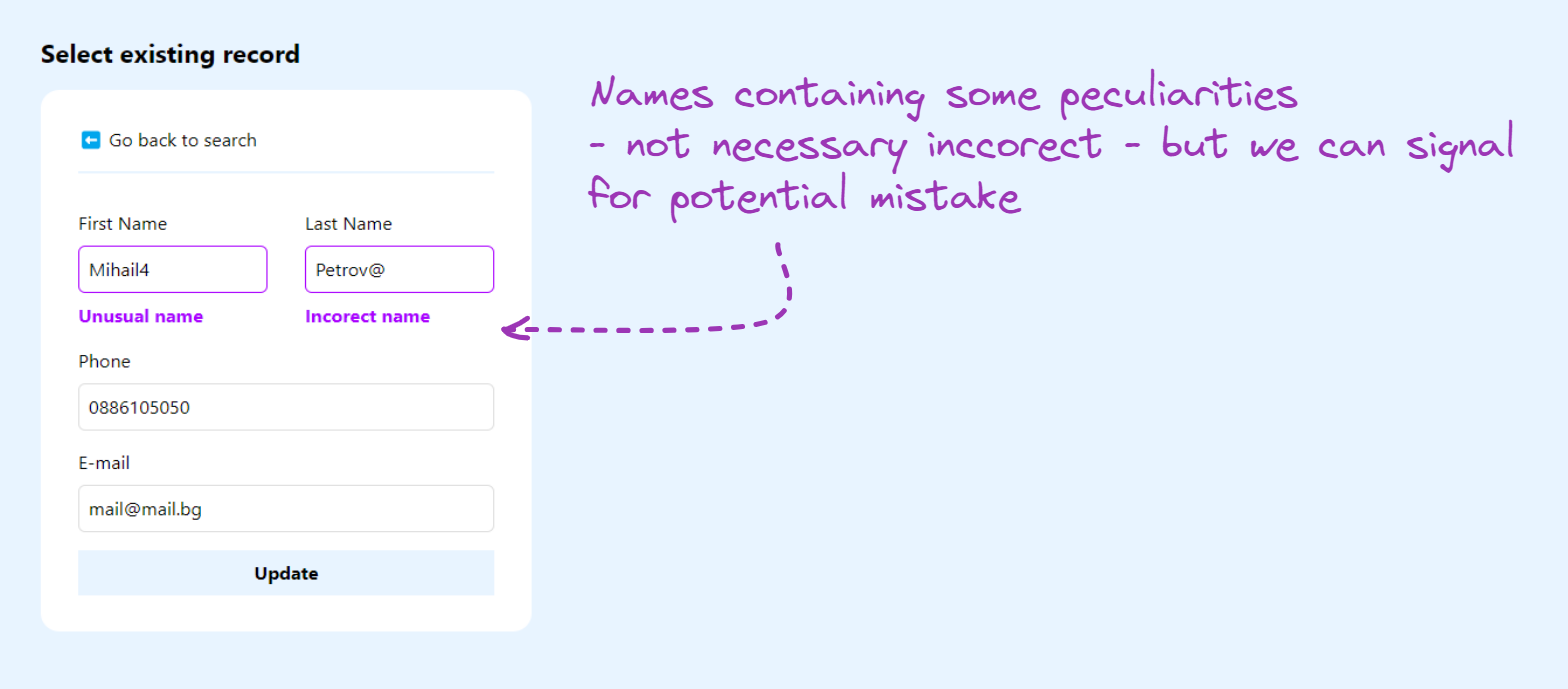 Select existing record
Names containing some peculiarities
- not necessary inccorect - but we can signal
for potential mistake
Go back to search
First Name
Last Name
Mihail4
Petrov@
Unusual name
Incorect name
Phone
0886105050
E-mail
mail@mail.bg
Update